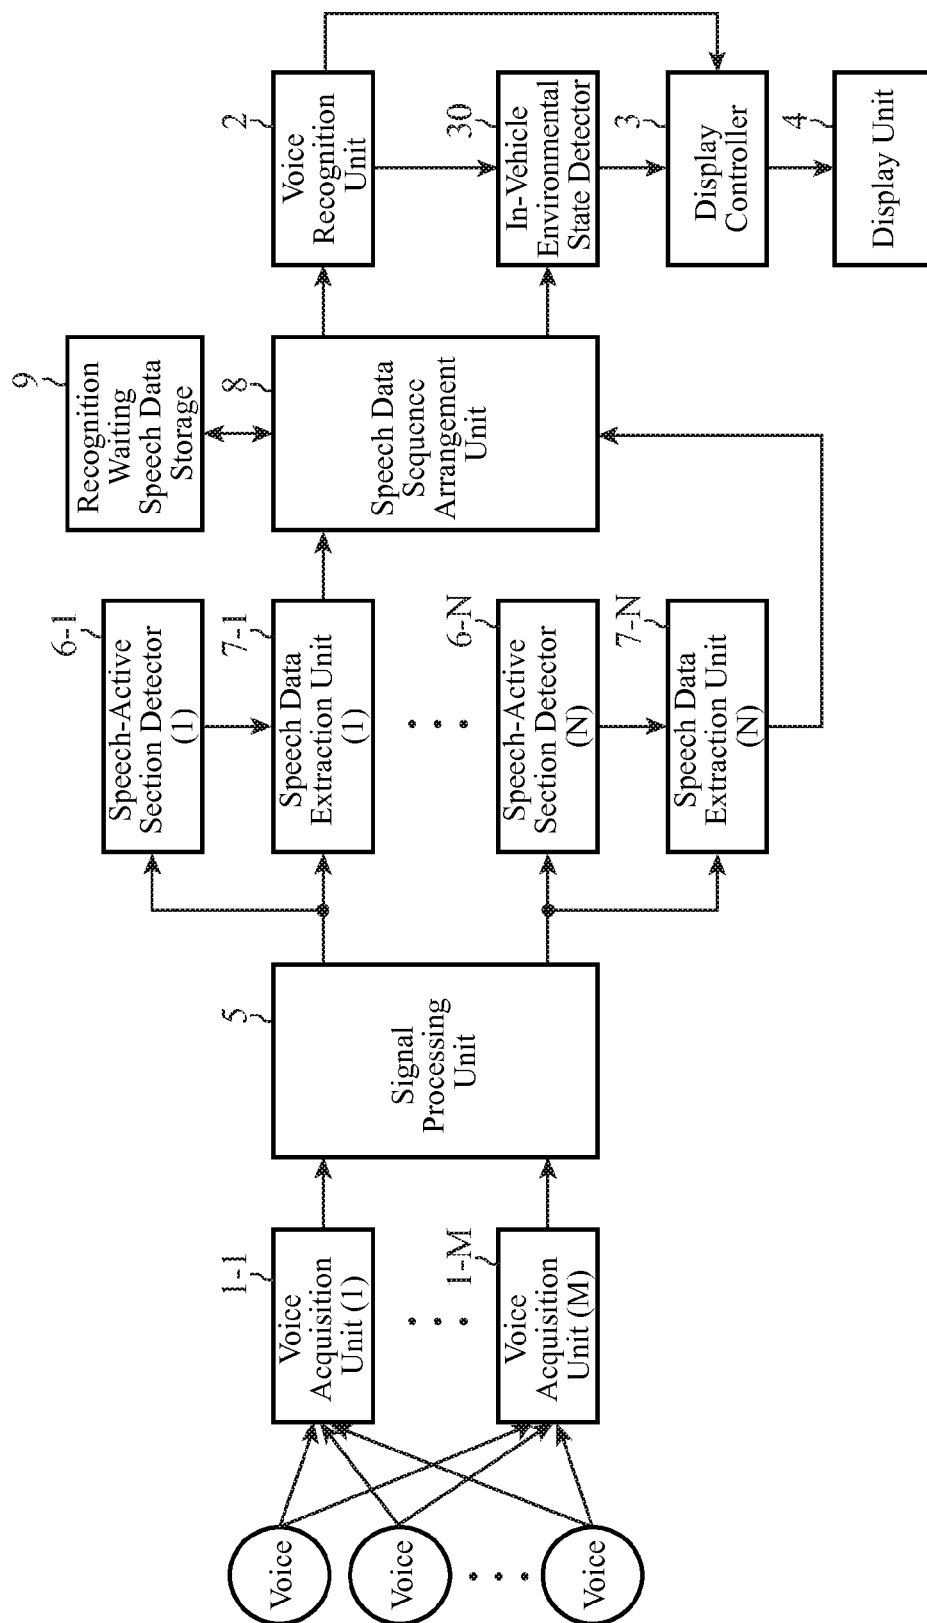 Voice
Voice
Voice
1-1
Voice
Acquisition
Unit (1)
1-M
Voice
Acquisition
Unit (M)
5
Signal
Processing
Unit
6-1
Speech-Active
Section Detector
(1)
7-1
Speech Data
Extraction Unit
(1)
6-N
Speech-Active
Section Detector
(N)
7-N
Speech Data
Extraction Unit
(N)
9
Recognition
Waiting
Speech Data
Storage
8
Speech Data
Sequence
Arrangement
Unit
2
Voice
Recognition
Unit
30
In-Vehicle
Environmental
State Detector
3
Display
Controller
4
Display Unit